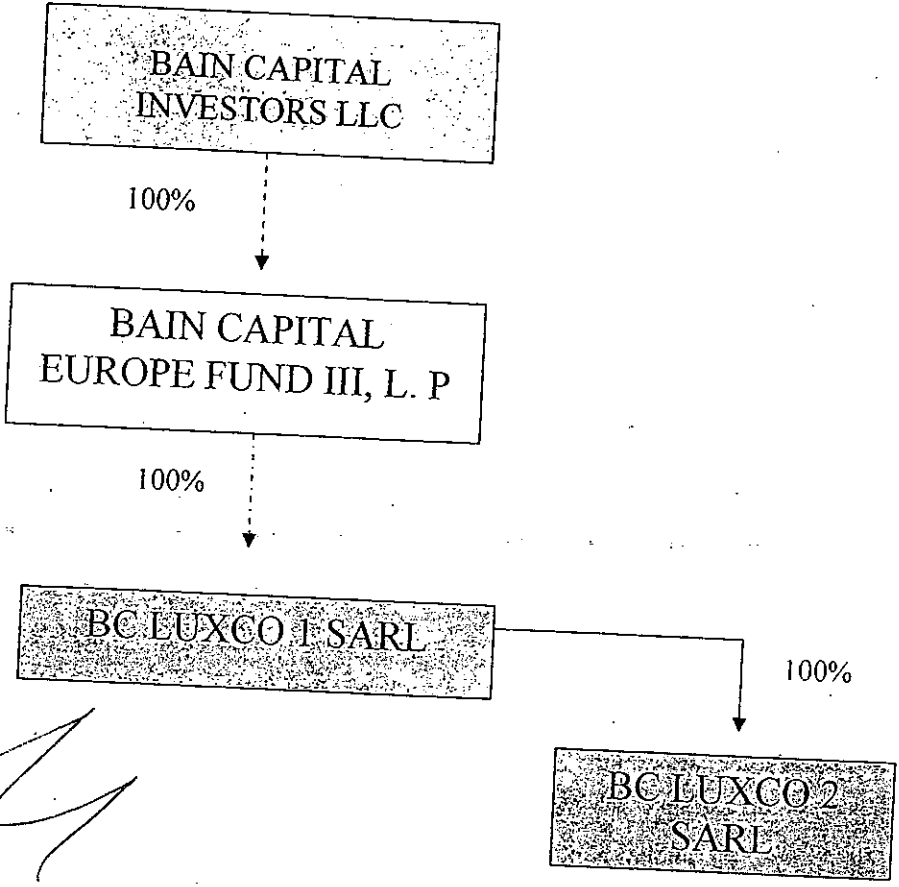 BAIN CAPITAL
INVESTORS LLC
100%
BAIN CAPITAL
EUROPE FUND III, L. P
100%
BC LUXCO 1 SARL
100%
BC LUXCO 2
SARL